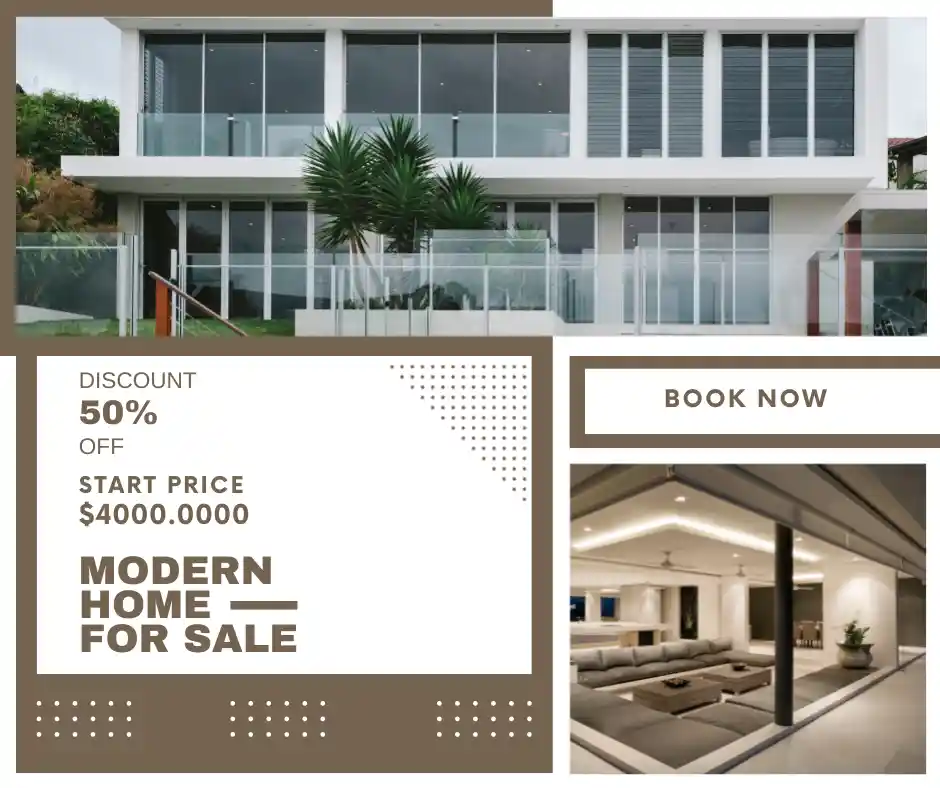 DISCOUNT
50%
OFF
START PRICE
$4000.0000
MODERN
HOME
FOR SALE
BOOK NOW